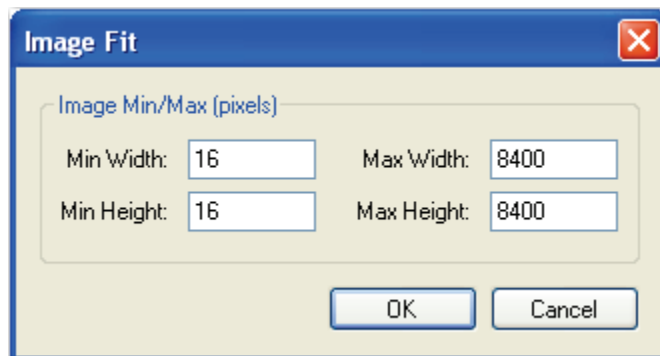 Image Fit
Image Min/Max (pixels)
Min Width: 16 Max Width: 8400
Min Height: 16 Max Height: 8400
OK Cancel